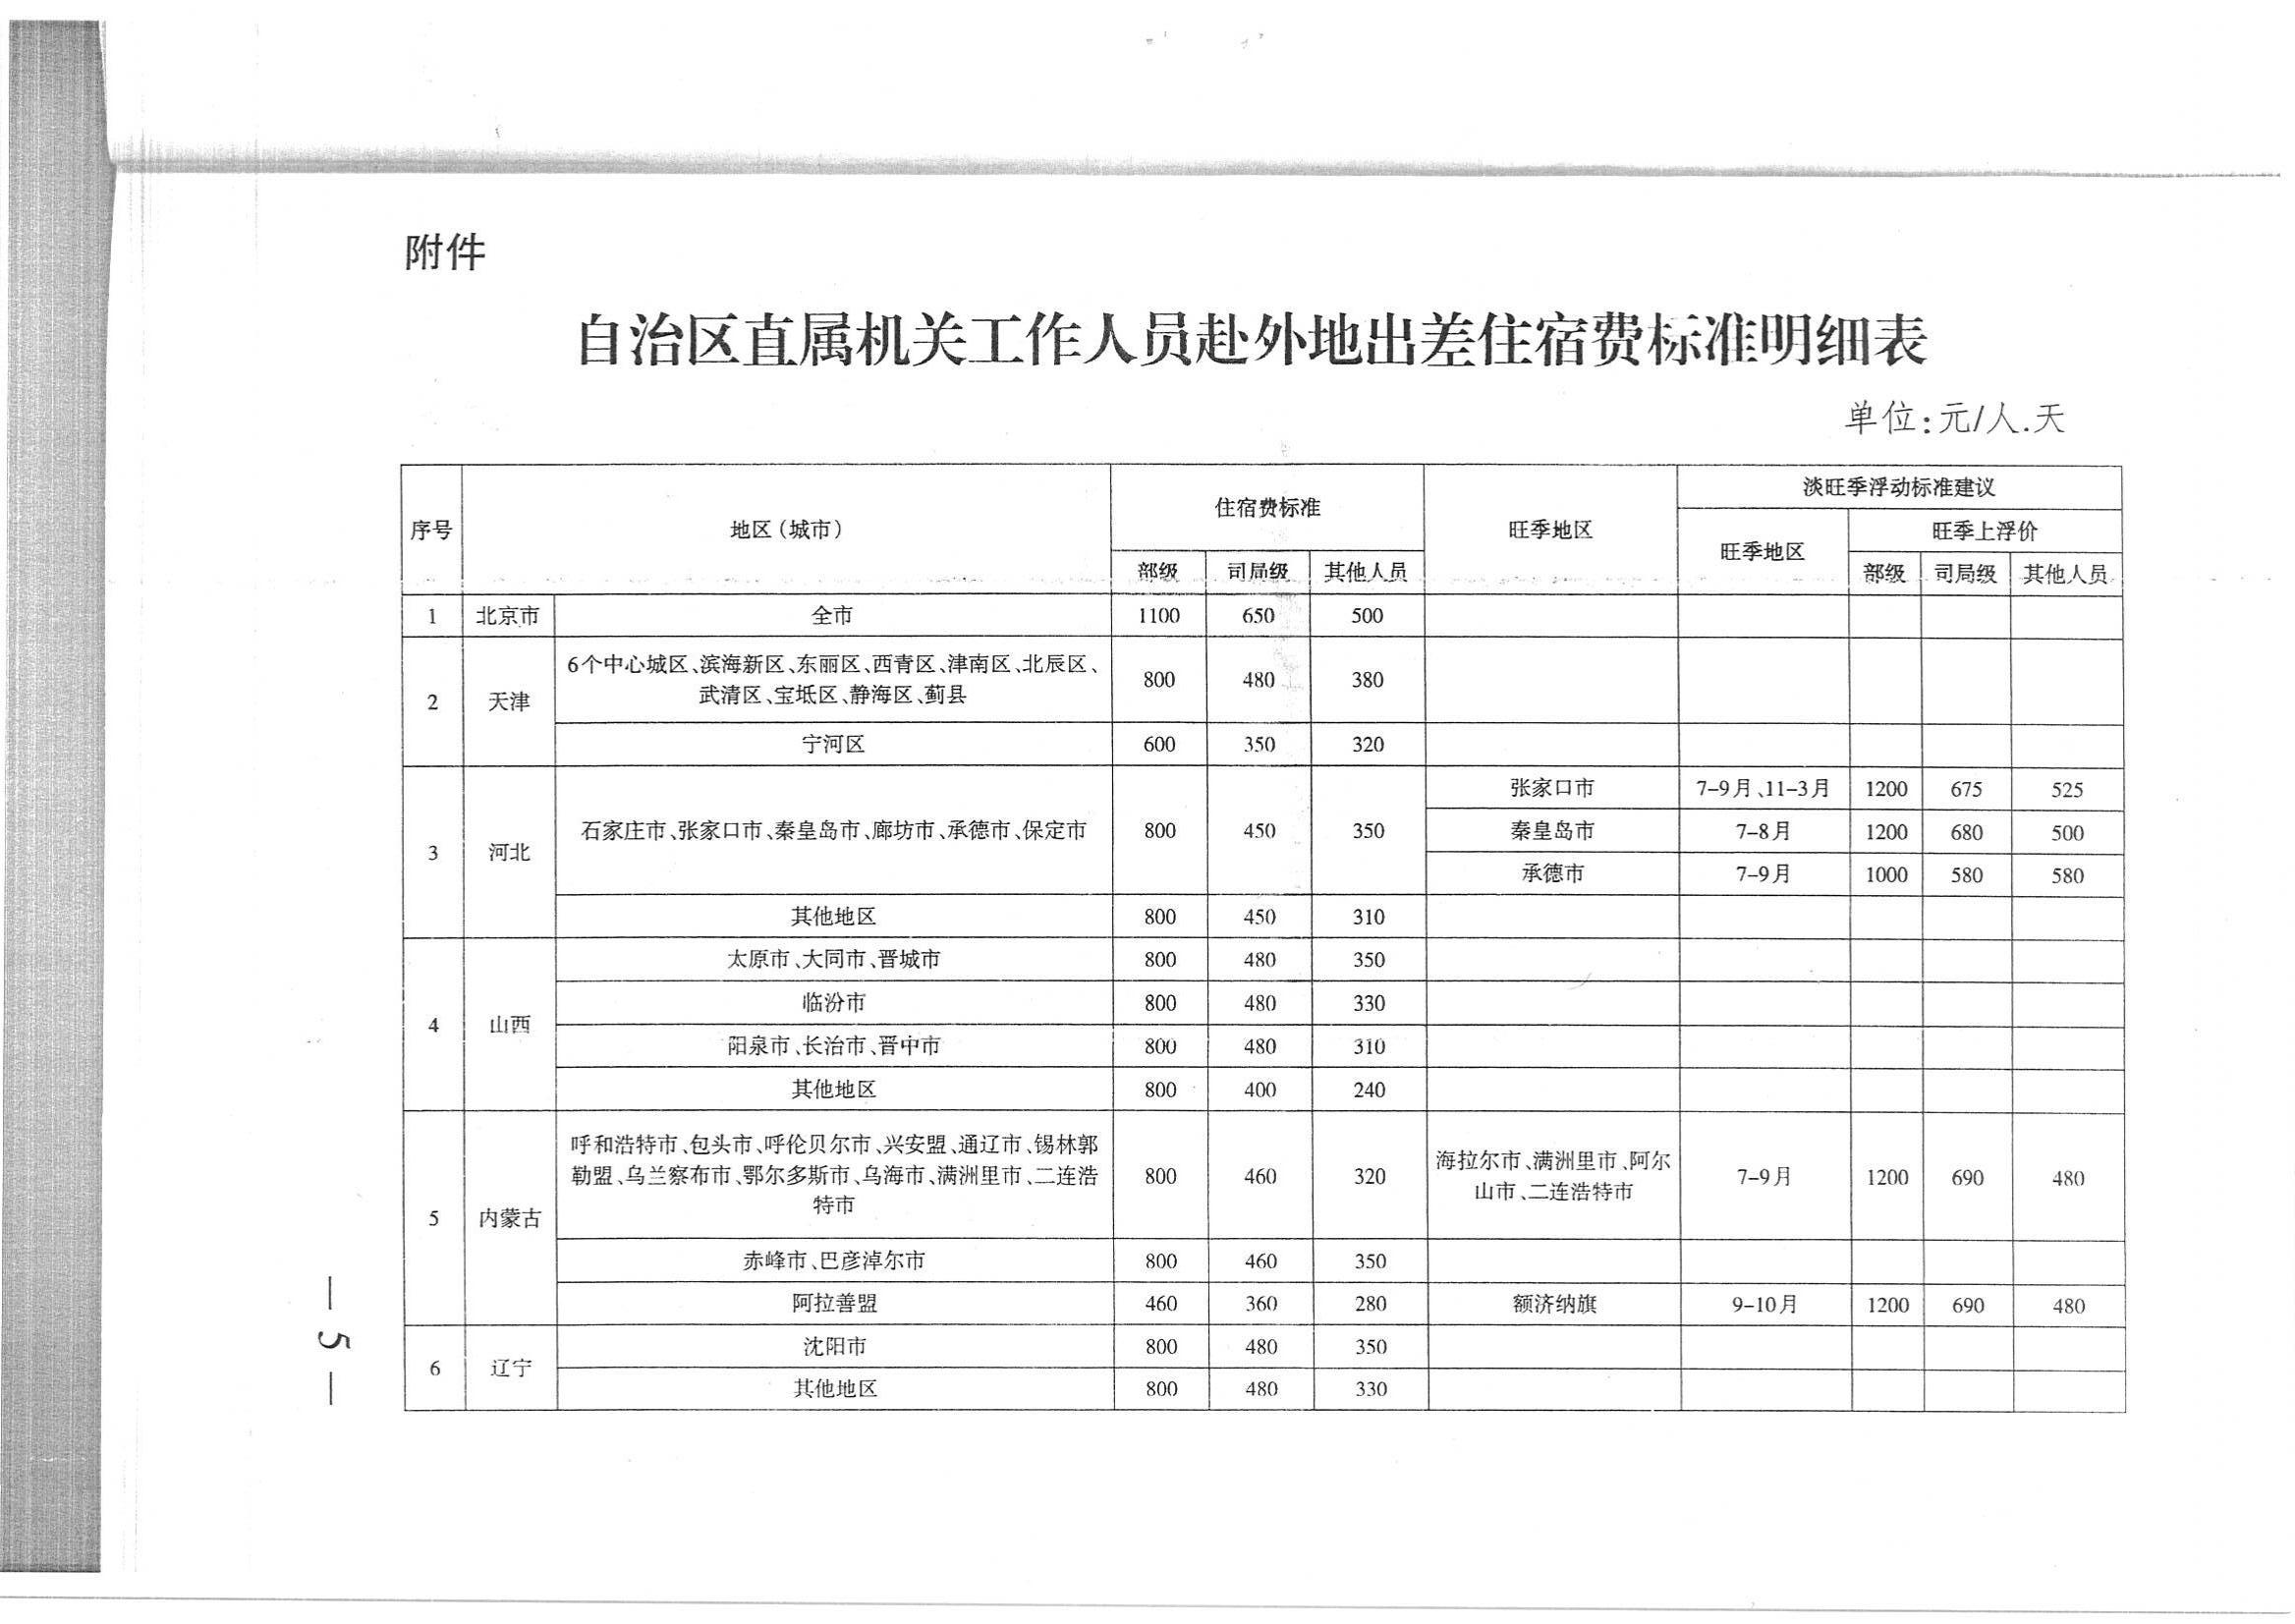 附件
自治区直属机关工作人员赴外地出差住宿费标准明细表
单位:元/人.天
序号 地区(城市) 住宿费标准 旺季地区 淡旺季浮动标准建议
旺季地区 旺季上浮价
部级 司局级 其他人员 部级 司局级 其他人员
1 北京市 全市 1100 650 500
2 天津 6个中心城区、滨海新区、东丽区、西青区、津南区、北辰区、
武清区、宝坻区、静海区、蓟县 800 480 380
宁河区 600 350 320
3 河北 石家庄市、张家口市、秦皇岛市、廊坊市、承德市、保定市 800 450 350 张家口市 7-9月、11-3月 1200 675 525
秦皇岛市 7-8月 1200 680 500
承德市 7-9月 1000 580 580
其他地区 800 450 310
4 山西 太原市、大同市、晋城市 800 480 350
临汾市 800 480 330
阳泉市、长治市、晋中市 800 480 310
其他地区 800 400 240
5 内蒙古 呼和浩特市、包头市、呼伦贝尔市、兴安盟、通辽市、锡林郭
勒盟、乌兰察布市、鄂尔多斯市、乌海市、满洲里市、二连浩
特市 800 460 320 海拉尔市、满洲里市、阿尔
山市、二连浩特市 7-9月 1200 690 480
赤峰市、巴彦淖尔市 800 460 350
阿拉善盟 460 360 280 额济纳旗 9-10月 1200 690 480
6 辽宁 沈阳市 800 480 350
其他地区 800 480 330
— 5 —